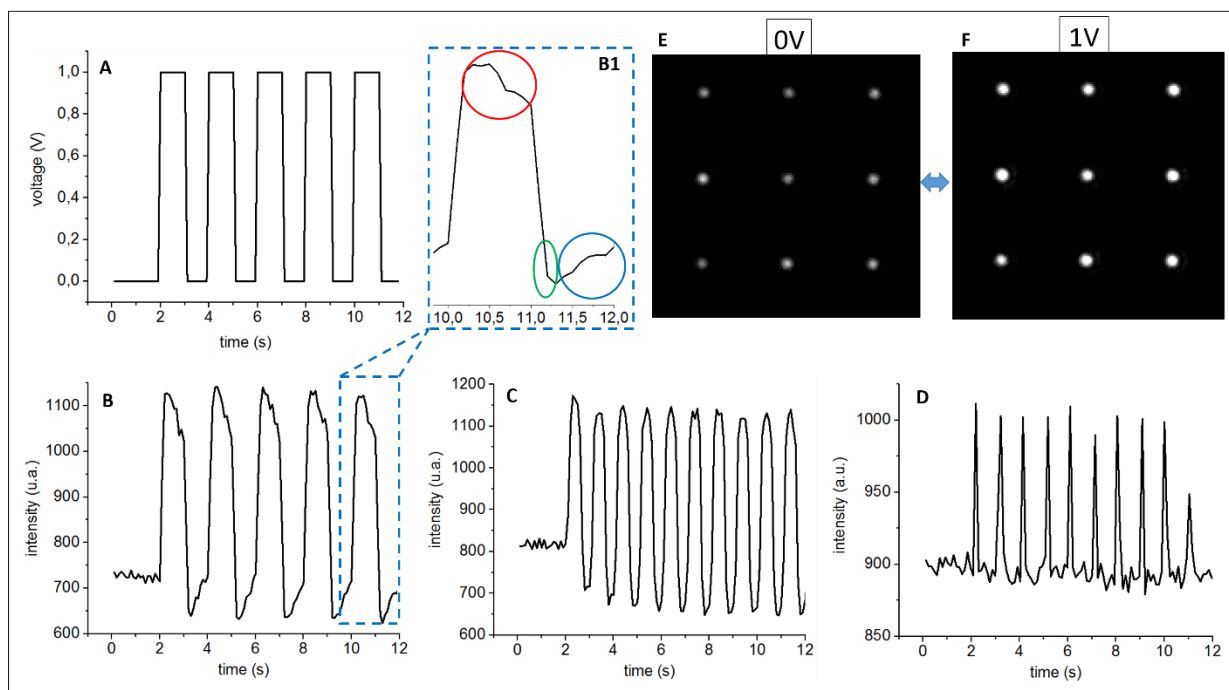 A
voltage (V)
1,0
0,8
0,6
0,4
0,2
0,0
0 2 4 6 8 10 12
time (s)
B1
10,0 10,5 11,0 11,5 12,0
E
0V
F
1V
B
intensity (u.a.)
1100
1000
900
800
700
600
0 2 4 6 8 10 12
time (s)
C
intensity (u.a.)
1200
1100
1000
900
800
700
600
0 2 4 6 8 10 12
time (s)
D
intensity (a.u.)
1000
950
900
850
0 2 4 6 8 10 12
time (s)